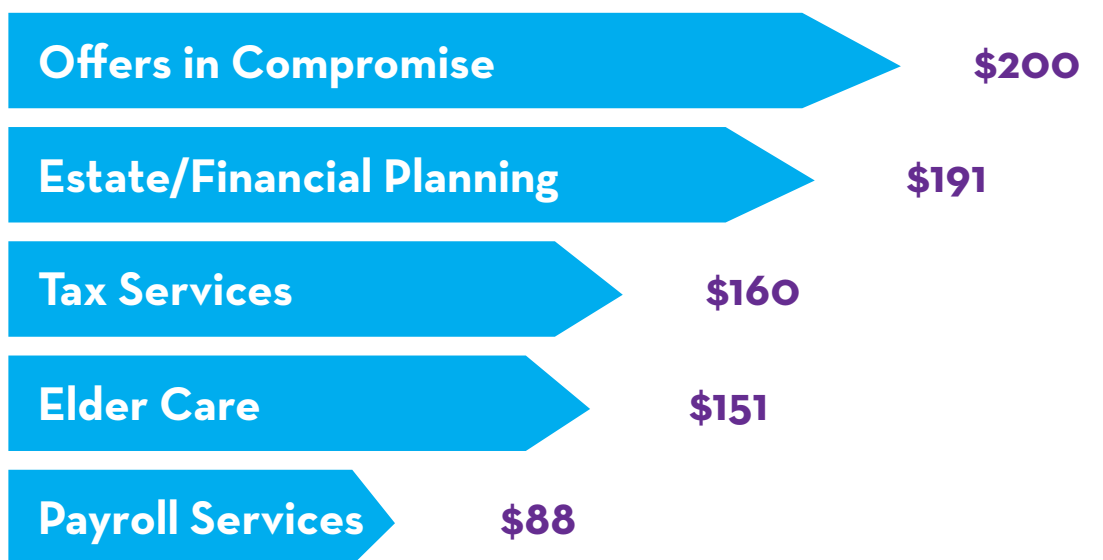 Offers in Compromise $200
Estate/Financial Planning $191
Tax Services $160
Elder Care $151
Payroll Services $88